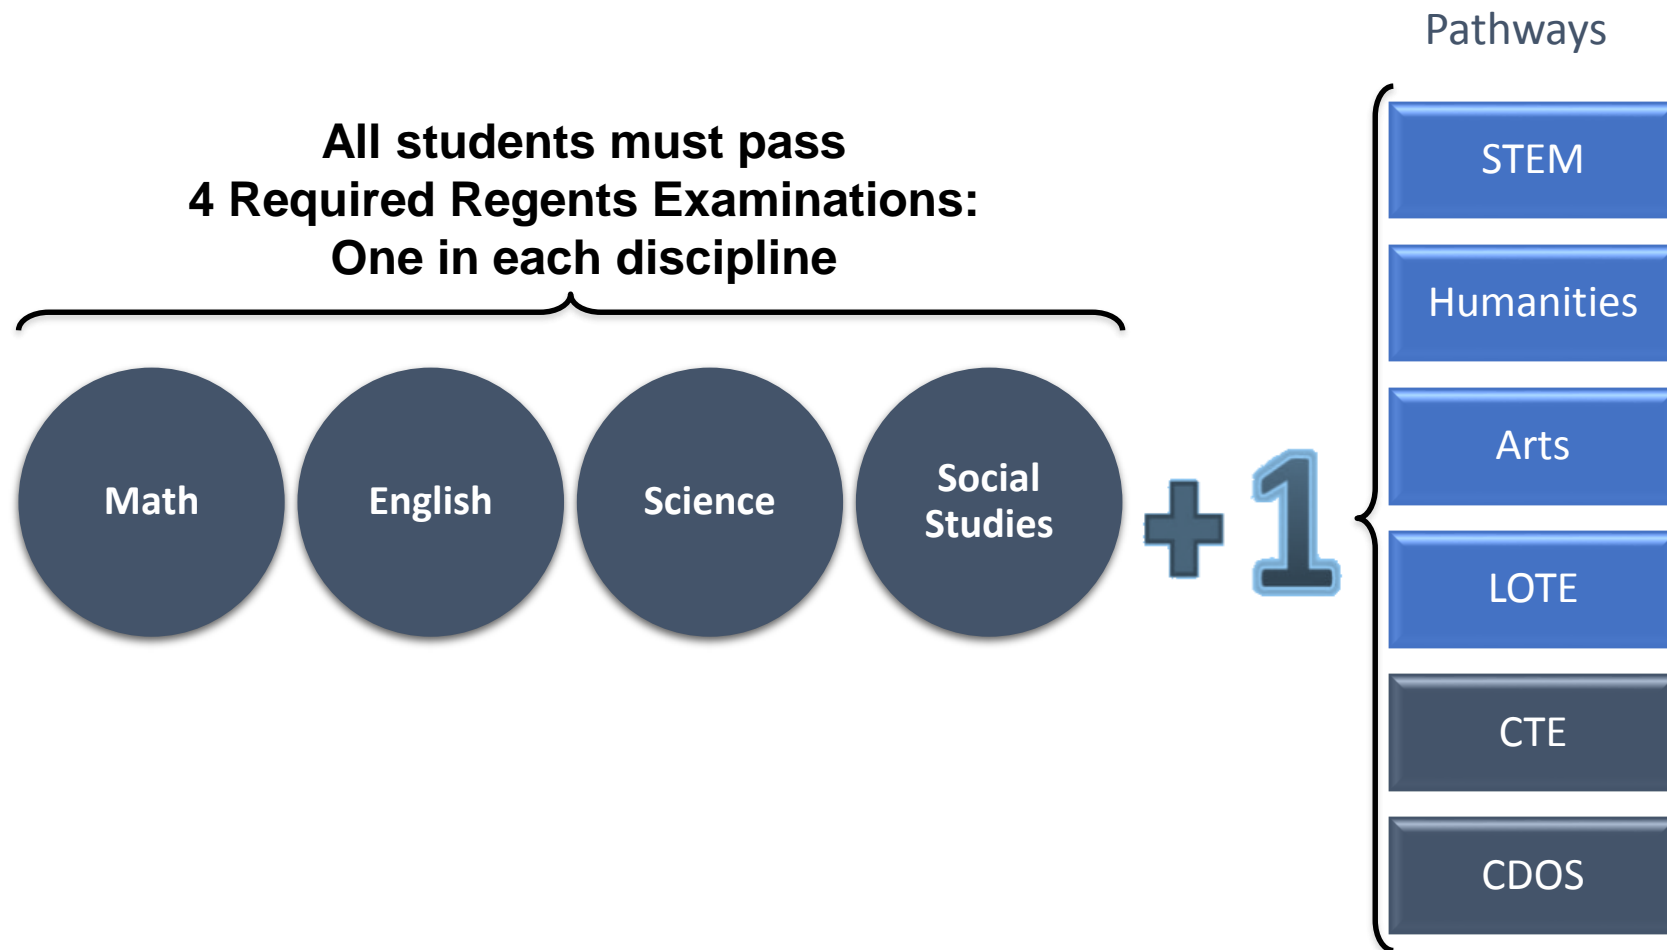 Pathways
All students must pass
4 Required Regents Examinations:
One in each discipline
Math
English
Science
Social
Studies
+1
STEM
Humanities
Arts
LOTE
CTE
CDOS